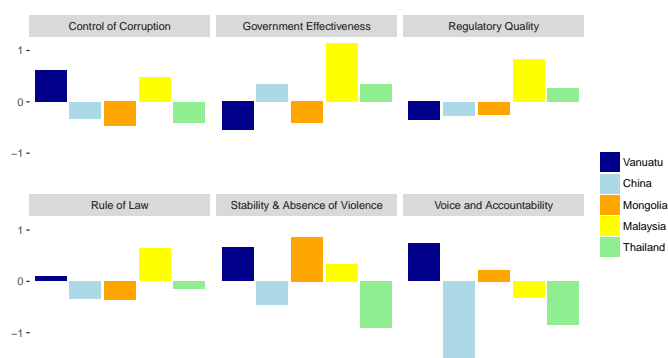 Control of Corruption
Government Effectiveness
Regulatory Quality
1
0
−1
Rule of Law
Stability & Absence of Violence
Voice and Accountability
1
0
−1
Vanuatu
China
Mongolia
Malaysia
Thailand